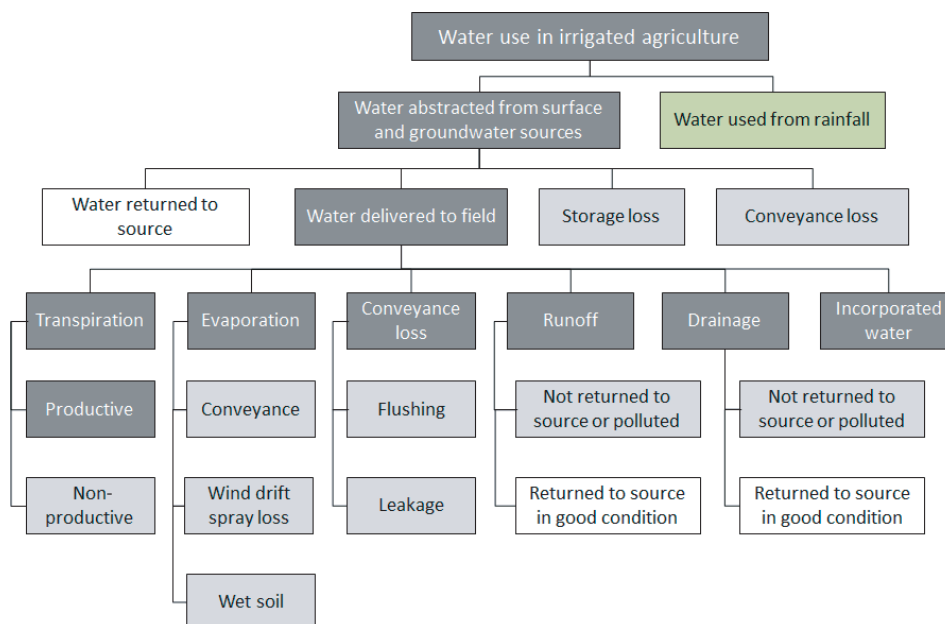 Water use in irrigated agriculture
Water abstracted from surface
and groundwater sources
Water used from rainfall
Water returned to
source
Water delivered to field
Storage loss
Conveyance loss
Transpiration
Evaporation
Conveyance
loss
Runoff
Drainage
Incorporated
water
Productive
Conveyance
Flushing
Not returned to
source or polluted
Not returned to
source or polluted
Non-
productive
Wind drift
spray loss
Leakage
Returned to source
in good condition
Returned to source
in good condition
Wet soil